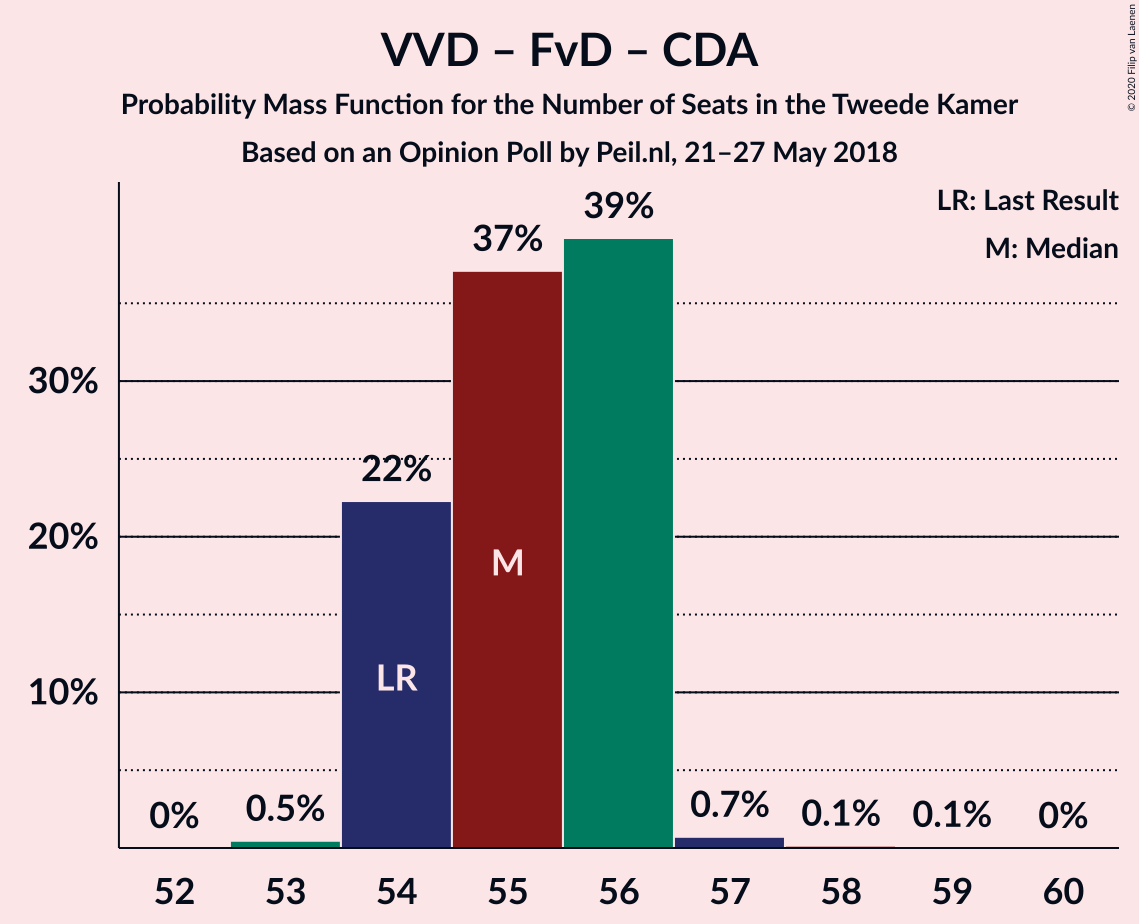 VVD – FvD – CDA
Probability Mass Function for the Number of Seats in the Tweede Kamer
Based on an Opinion Poll by Peil.nl, 21–27 May 2018
© 2020 Filip van Laenen
LR: Last Result
M: Median
39%
37%
30%
22%
20%
M
LR
10%
0%
0.5%
0.7%
0.1%
0.1%
0%
52 53 54 55 56 57 58 59 60